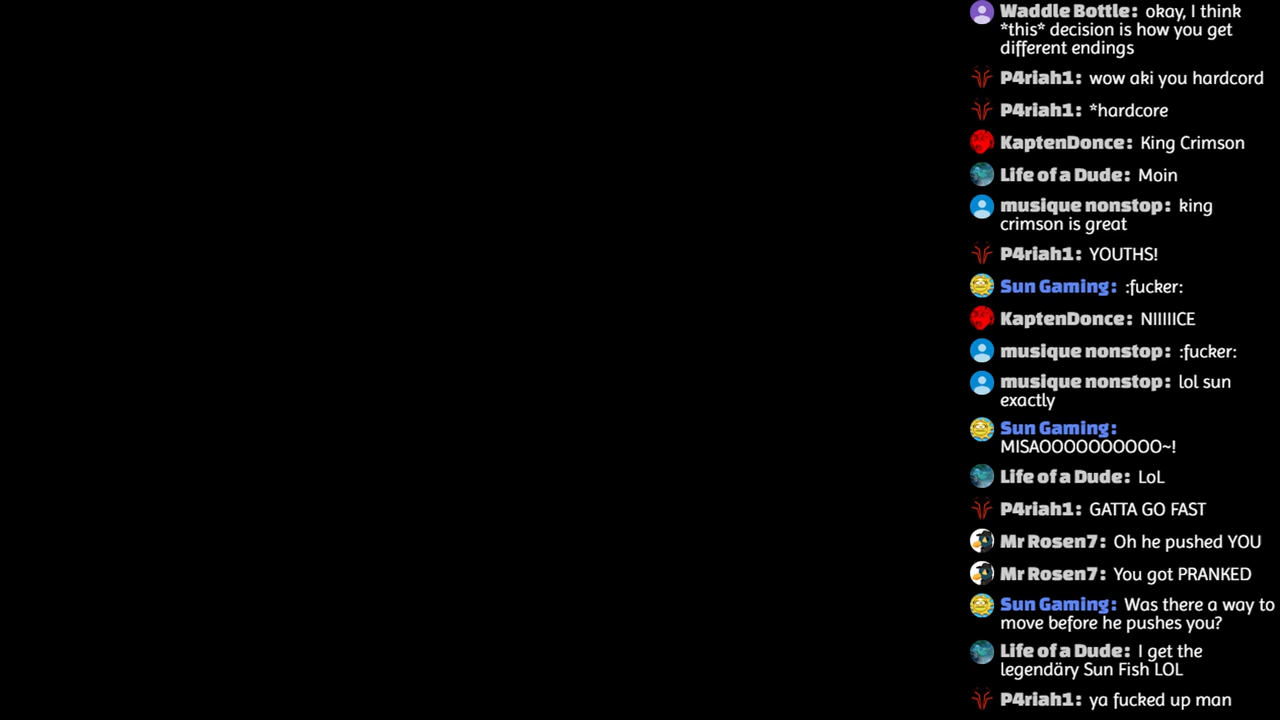 Waddle Bottle: okay, I think
*this* decision is how you get
different endings
P4riah1: wow aki you hardcord
P4riah1: *hardcore
KaptenDonce: King Crimson
Life of a Dude: Moin
musique nonstop: king
crimson is great
P4riah1: YOUTHS!
Sun Gaming: :fucker:
KaptenDonce: NIIIIICE
musique nonstop: :fucker:
musique nonstop: lol sun
exactly
Sun Gaming:
MISAOOOOOOOOOO~!
Life of a Dude: LoL
P4riah1: GATTA GO FAST
Mr Rosen7: Oh he pushed YOU
Mr Rosen7: You got PRANKED
Sun Gaming: Was there a way to
move before he pushes you?
Life of a Dude: I get the
legendäry Sun Fish LOL
P4riah1: ya fucked up man